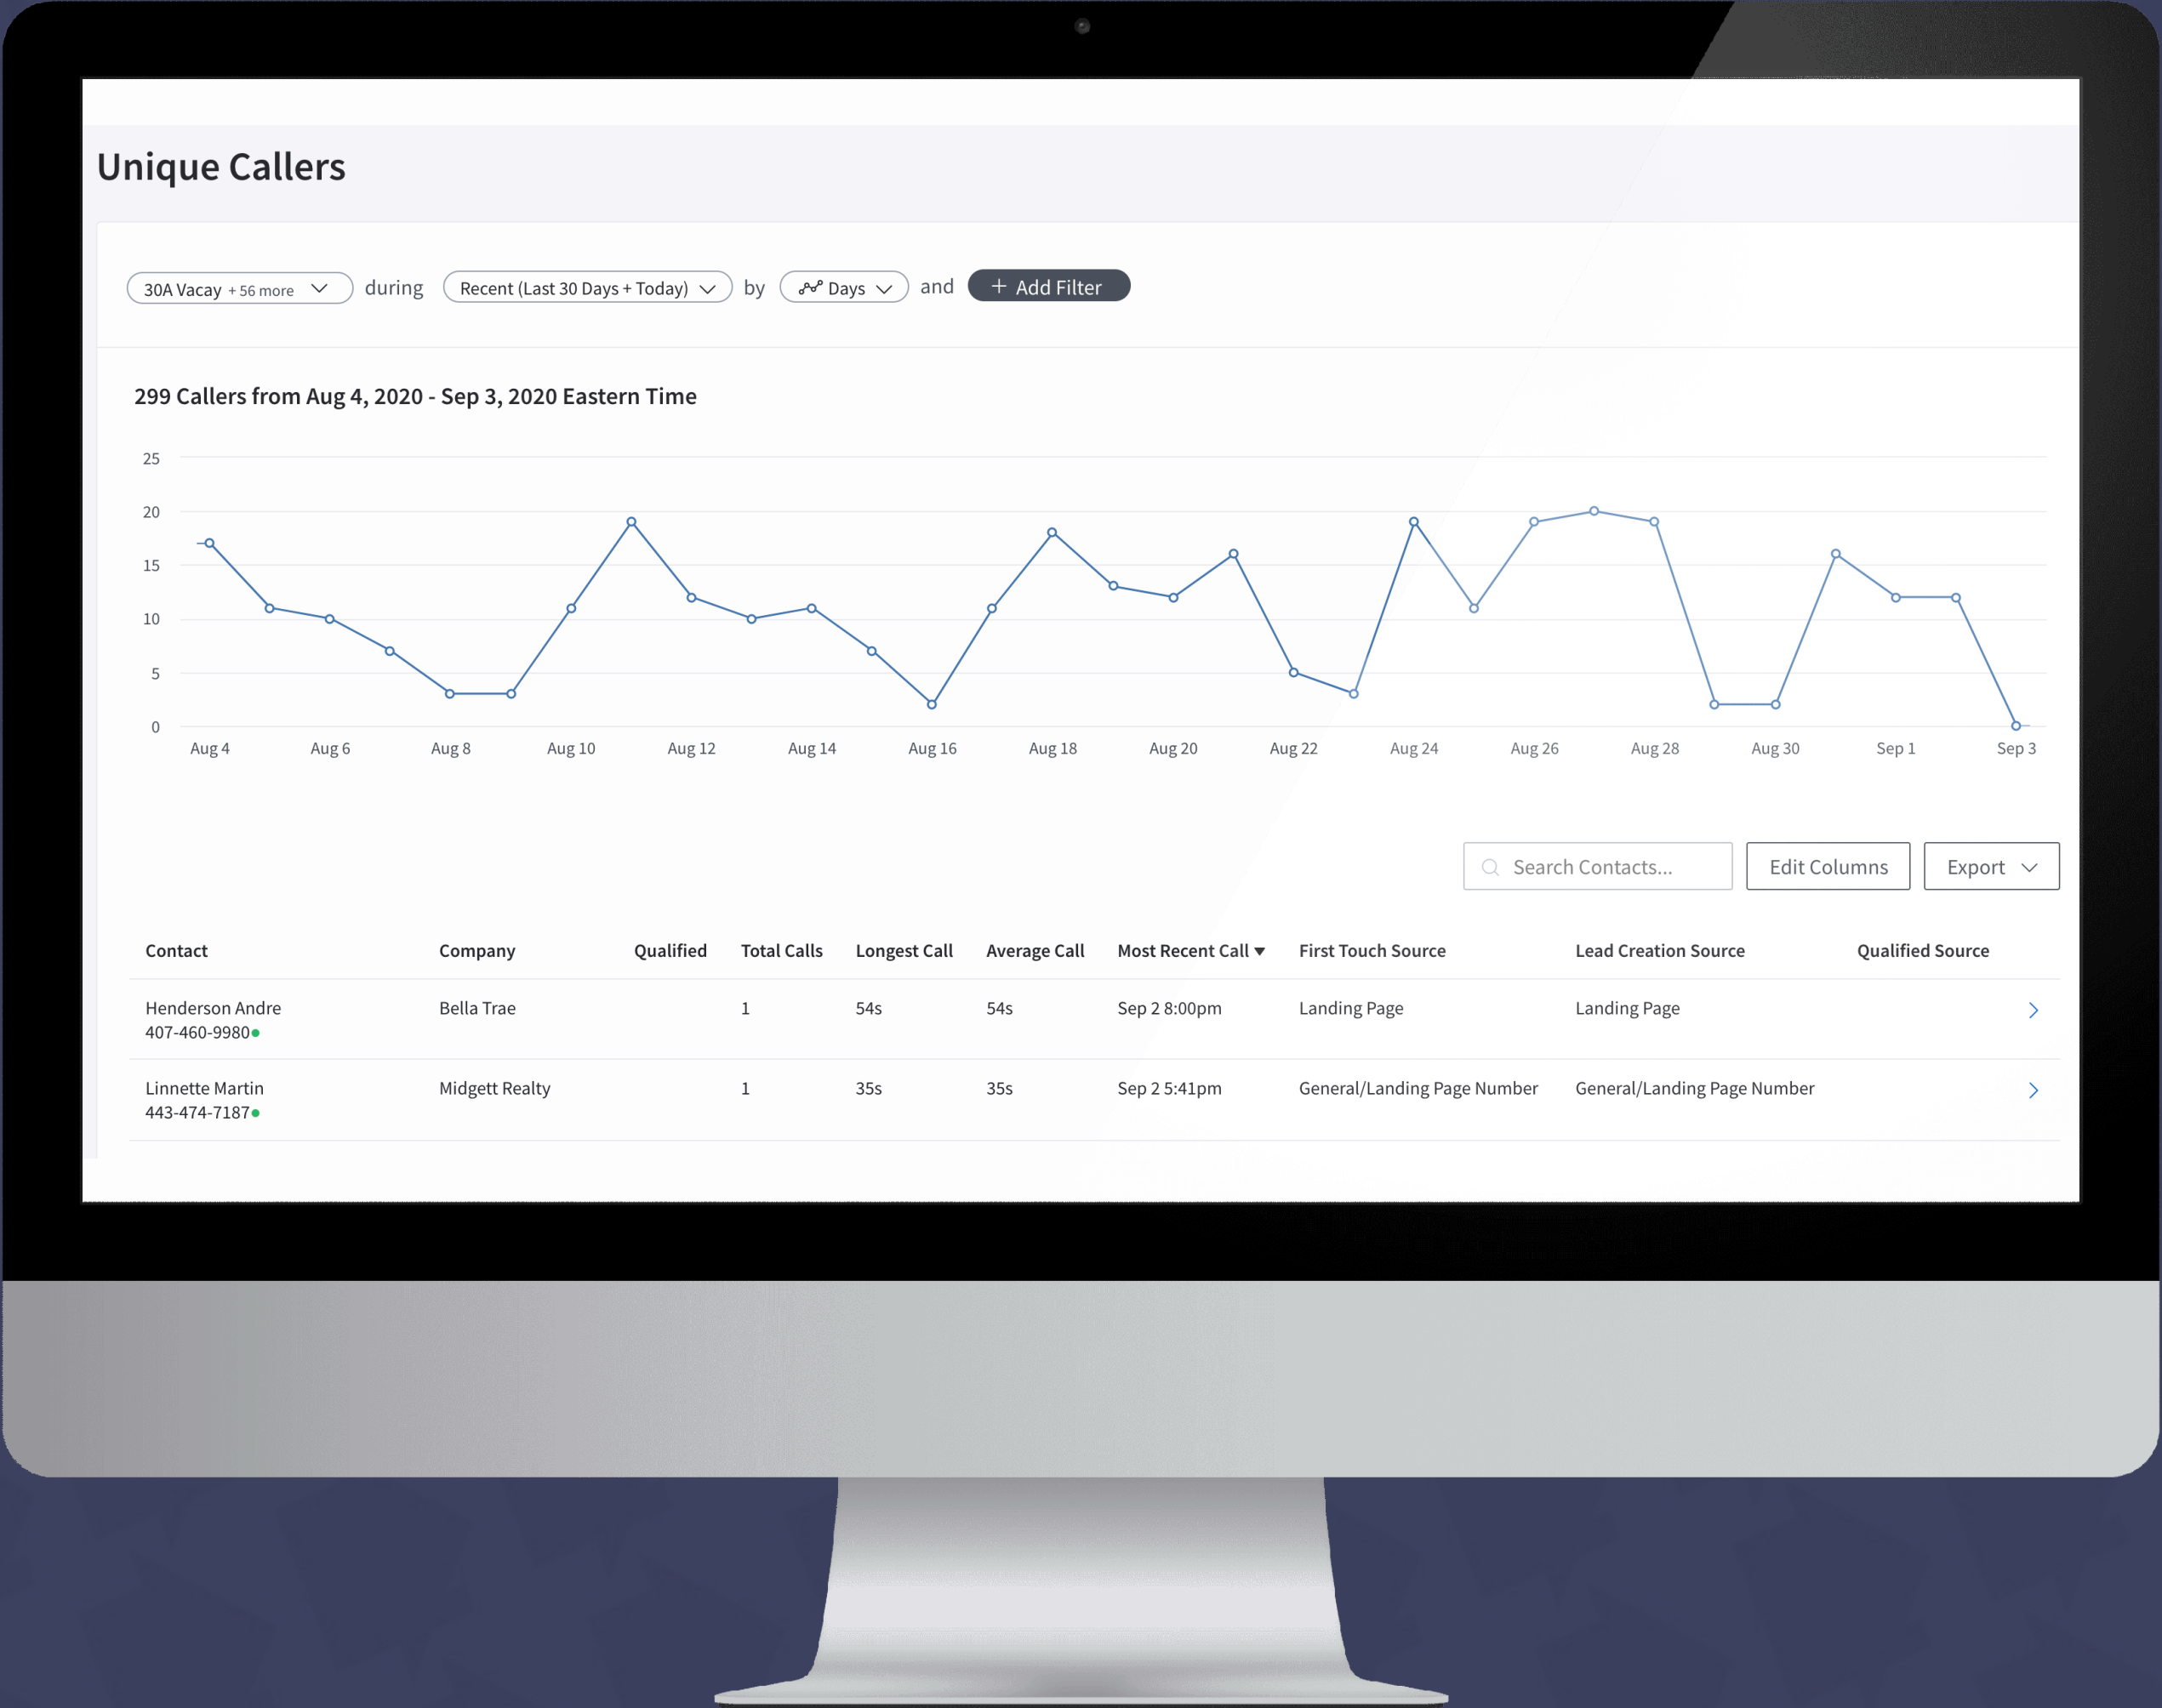 Unique Callers
30A Vacay + 56 more during Recent (Last 30 Days + Today) by Days and + Add Filter
299 Callers from Aug 4, 2020 - Sep 3, 2020 Eastern Time
25
20
15
10
5
0
Aug 4 Aug 6 Aug 8 Aug 10 Aug 12 Aug 14 Aug 16 Aug 18 Aug 20 Aug 22 Aug 24 Aug 26 Aug 28 Aug 30 Sep 1 Sep 3
Search Contacts... Edit Columns Export
Contact Company Qualified Total Calls Longest Call Average Call Most Recent Call First Touch Source Lead Creation Source Qualified Source
Henderson Andre Bella Trae 1 54s 54s Sep 2 8:00pm Landing Page Landing Page
407-460-9980
Linnette Martin Midgett Realty 1 35s 35s Sep 2 5:41pm General/Landing Page Number General/Landing Page Number
443-474-7187